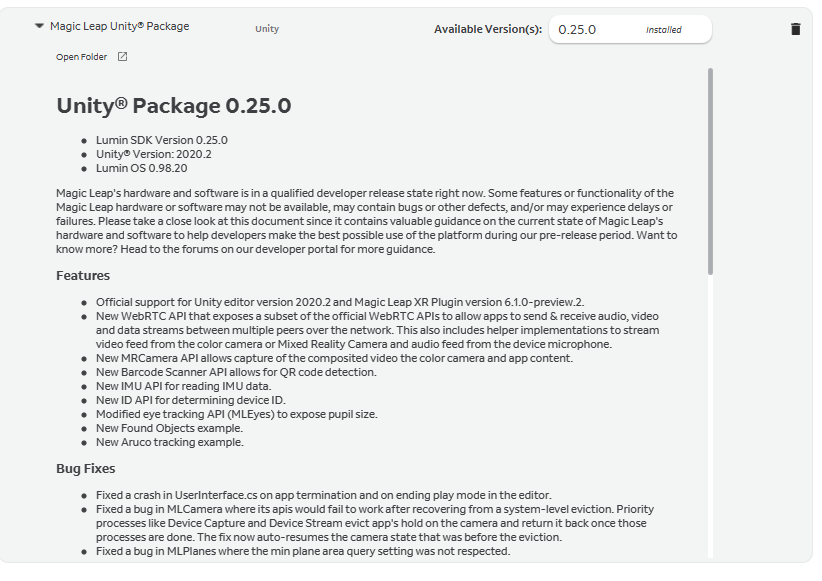 Magic Leap Unity® Package
Unity
Available Version(s):
0.25.0
Installed
Open Folder
Unity® Package 0.25.0
• Lumin SDK Version 0.25.0
• Unity® Version: 2020.2
• Lumin OS 0.98.20
Magic Leap's hardware and software is in a qualified developer release state right now. Some features or functionality of the
Magic Leap hardware or software may not be available, may contain bugs or other defects, and/or may experience delays or
failures. Please take a close look at this document since it contains valuable guidance on the current state of Magic Leap's
hardware and software to help developers make the best possible use of the platform during our pre-release period. Want to
know more? Head to the forums on our developer portal for more guidance.
Features
• Official support for Unity editor version 2020.2 and Magic Leap XR Plugin version 6.1.0-preview.2.
• New WebRTC API that exposes a subset of the official WebRTC APIs to allow apps to send & receive audio, video
and data streams between multiple peers over the network. This also includes helper implementations to stream
video feed from the color camera or Mixed Reality Camera and audio feed from the device microphone.
• New MRCamera API allows capture of the composited video the color camera and app content.
• New Barcode Scanner API allows for QR code detection.
• New IMU API for reading IMU data.
• New ID API for determining device ID.
• Modified eye tracking API (MLEyes) to expose pupil size.
• New Found Objects example.
• New Aruco tracking example.
Bug Fixes
• Fixed a crash in UserInterface.cs on app termination and on ending play mode in the editor.
• Fixed a bug in MLCamera where its apis would fail to work after recovering from a system-level eviction. Priority
processes like Device Capture and Device Stream evict app's hold on the camera and return it back once those
processes are done. The fix now auto-resumes the camera state that was before the eviction.
• Fixed a bug in MLPlanes where the min plane area query setting was not respected.